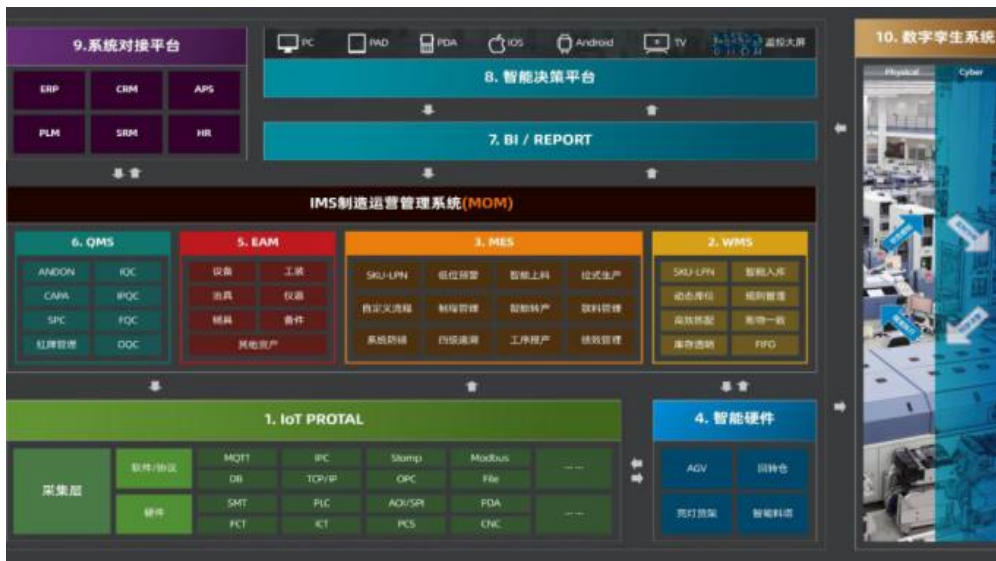 9.系统对接平台
ERP CRM APS
PLM SRM HR
PC PAD PDA iOS Android TV 监控大屏
8. 智能决策平台
7. BI / REPORT
10. 数字孪生系统
Physical Cyber
IMS制造运营管理系统(MOM)
6. QMS
ANDON IQC
CAPA IPQC
SPC FQC
红牌管理 OQC
5. EAM
设备 工装
治具 仪器
辅具 备件
其他资产
3. MES
SKU-LPN 低位预警 智能上料 拉式生产
自定义流程 制程管理 智能转产 散料管理
系统防错 四级追溯 工序报产 绩效管理
2. WMS
SKU-LPN 智能入库
动态库位 规则管理
高效拣配 账物一致
库存透明 FIFO
1. IoT PROTAL
采集层
软件/协议
MQTT IPC Stomp Modbus ... ...
DB TCP/IP OPC File
硬件
SMT PLC AOI/SPI PDA ... ...
FCT ICT PCS CNC
4. 智能硬件
AGV 回转仓
亮灯货架 智能料塔